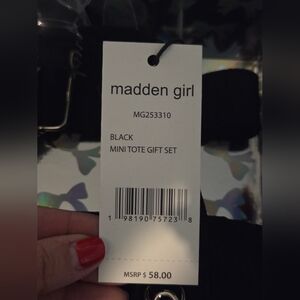 madden girl
MG253310
BLACK
MINI TOTE GIFT SET
1 98190 75723 8
MSRP $ 58.00